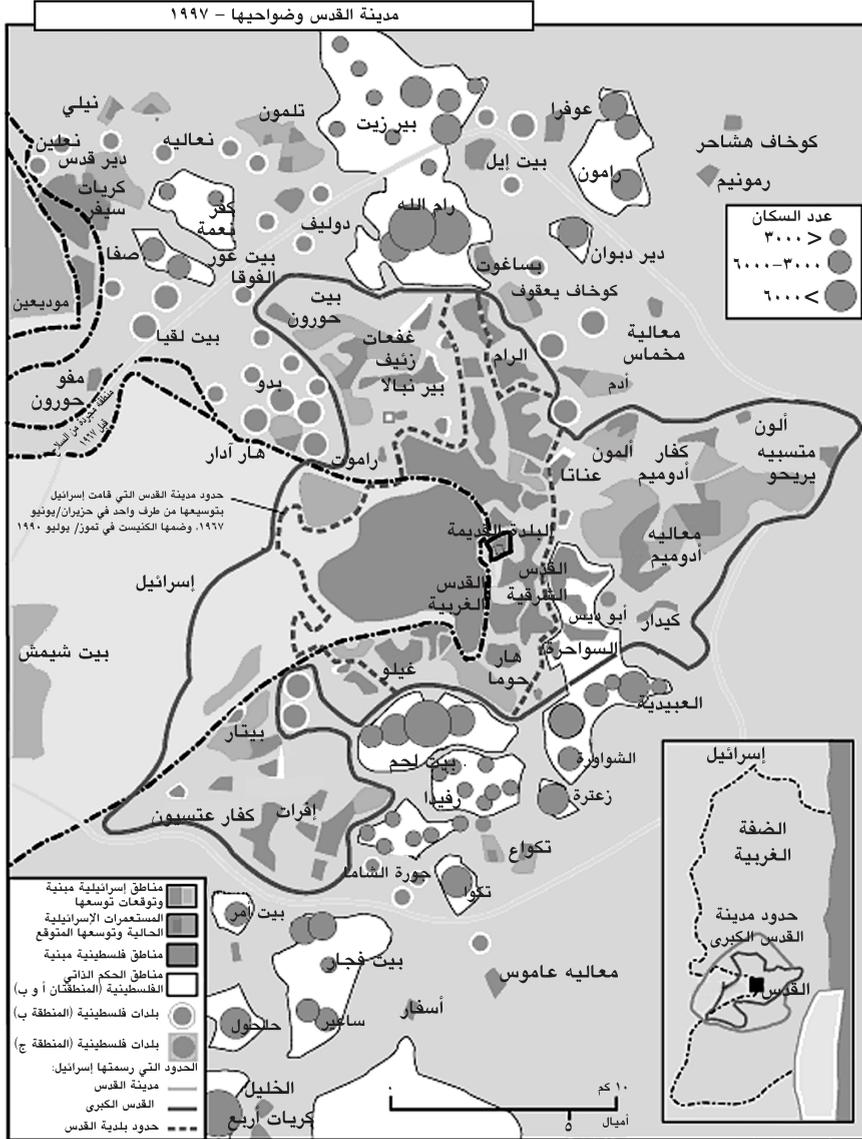 مدينة القدس وضواحيها – ١٩٩٧
نيلي
تلمون
بير زيت
عوفرا
كوخاف هشاحر
نعلين
نعاليه
دير قدس
بيت إيل
رامون
رمونيم
كريات
سيفر
كفر
نعمة
دوليف
رام الله
عدد السكان
> ٣٠٠٠
٣٠٠٠–٦٠٠٠
< ٦٠٠٠
صفا
بيت عور
الفوقا
بساغوت
دير دبوان
موديعين
بيت
حورون
كوخاف يعقوف
بيت لقيا
غفعات
زئيف
الرام
معالية
مخماس
مفو
حورون
بدو
بير نبالا
أدم
منطقة مجردة من السلاح
قبل ١٩٦٧
هار آدار
راموت
عناتا
ألمون
كفار
أدوميم
ألون
متسبيه
يريحو
حدود مدينة القدس التي قامت إسرائيل
بتوسيعها من طرف واحد في حزيران/يونيو
١٩٦٧، وضمها الكنيست في تموز/ يوليو ١٩٩٠
البلدة القديمة
معاليه
أدوميم
إسرائيل
القدس
الغربية
القدس
الشرقية
أبو ديس
كيدار
بيت شيمش
السواحرة
غيلو
هار
حوما
العبيدية
بيتار
بيت لحم
الشواورة
رفيدا
زعترة
كفار عتسيون
إفرات
تكواع
جورة الشاما
تكوا
بيت أمر
بيت فجار
معاليه عاموس
أسفار
ساعير
حلحول
الخليل
كريات أربع
١٠ كم
أميال
٥
إسرائيل
الضفة
الغربية
حدود مدينة
القدس الكبرى
القدس
مناطق إسرائيلية مبنية
وتوقعات توسعها
المستعمرات الإسرائيلية
الحالية وتوسعها المتوقع
مناطق فلسطينية مبنية
مناطق الحكم الذاتي
الفلسطينية (المنطقتان أ و ب)
بلدات فلسطينية (المنطقة ب)
بلدات فلسطينية (المنطقة ج)
الحدود التي رسمتها إسرائيل:
مدينة القدس
القدس الكبرى
حدود بلدية القدس